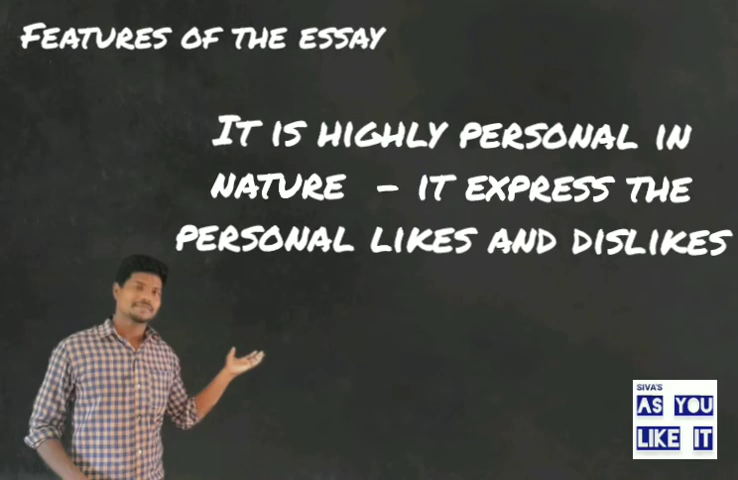 Features of the essay
It is highly personal in
nature - it express the
personal likes and dislikes
SIVA'S
AS YOU
LIKE IT